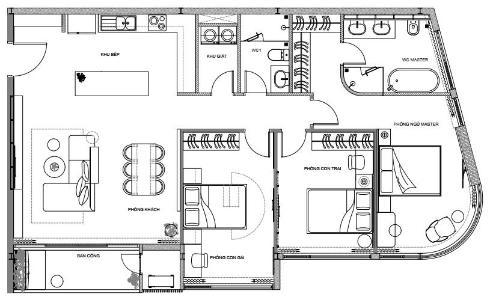 KHU BẾP
KHU GIẶT
WC1
WC MASTER
PHÒNG NGỦ MASTER
PHÒNG CON TRAI
PHÒNG KHÁCH
PHÒNG CON GÁI
BAN CÔNG